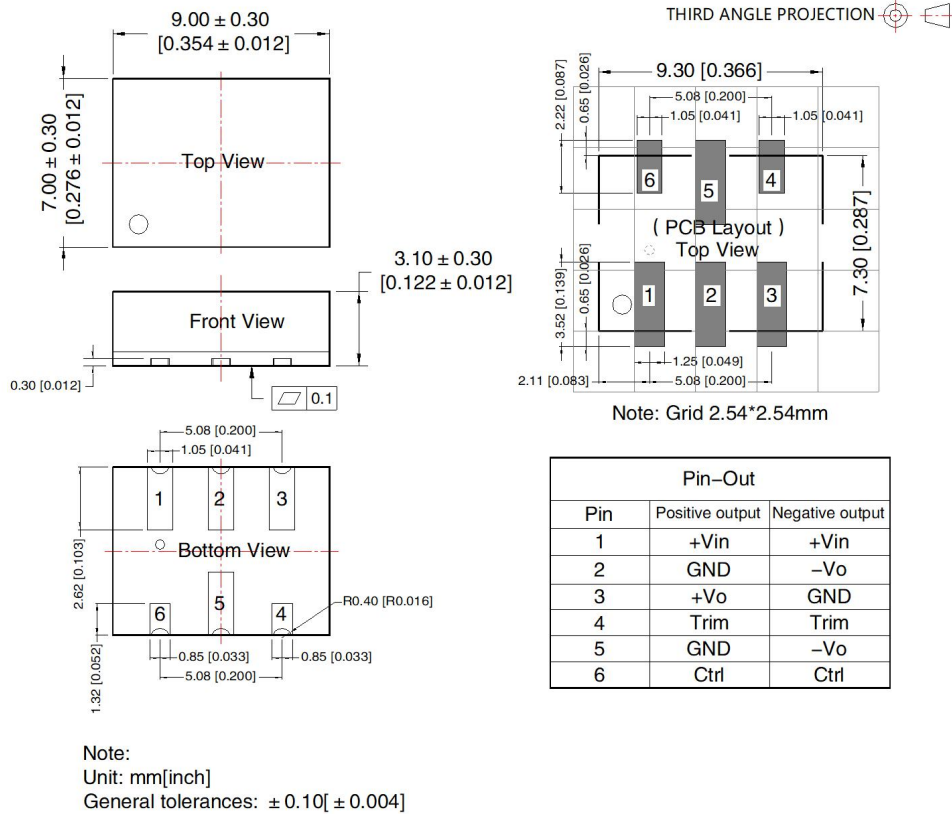 THIRD ANGLE PROJECTION
9.00 ± 0.30
[0.354 ± 0.012]
7.00 ± 0.30
[0.276 ± 0.012]
Top View
3.10 ± 0.30
[0.122 ± 0.012]
Front View
0.30 [0.012]
0.1
5.08 [0.200]
1.05 [0.041]
1
2
3
2.62 [0.103]
Bottom View
6
5
4
R0.40 [R0.016]
1.32 [0.052]
0.85 [0.033]
0.85 [0.033]
5.08 [0.200]
9.30 [0.366]
5.08 [0.200]
1.05 [0.041]
1.05 [0.041]
2.22 [0.087]
0.65 [0.026]
6
5
4
( PCB Layout )
Top View
7.30 [0.287]
3.52 [0.139]
0.65 [0.026]
1
2
3
1.25 [0.049]
2.11 [0.083]
5.08 [0.200]
Note: Grid 2.54*2.54mm
Pin–Out
Pin Positive output Negative output
1 +Vin +Vin
2 GND –Vo
3 +Vo GND
4 Trim Trim
5 GND –Vo
6 Ctrl Ctrl
Note:
Unit: mm[inch]
General tolerances: ± 0.10[ ± 0.004]